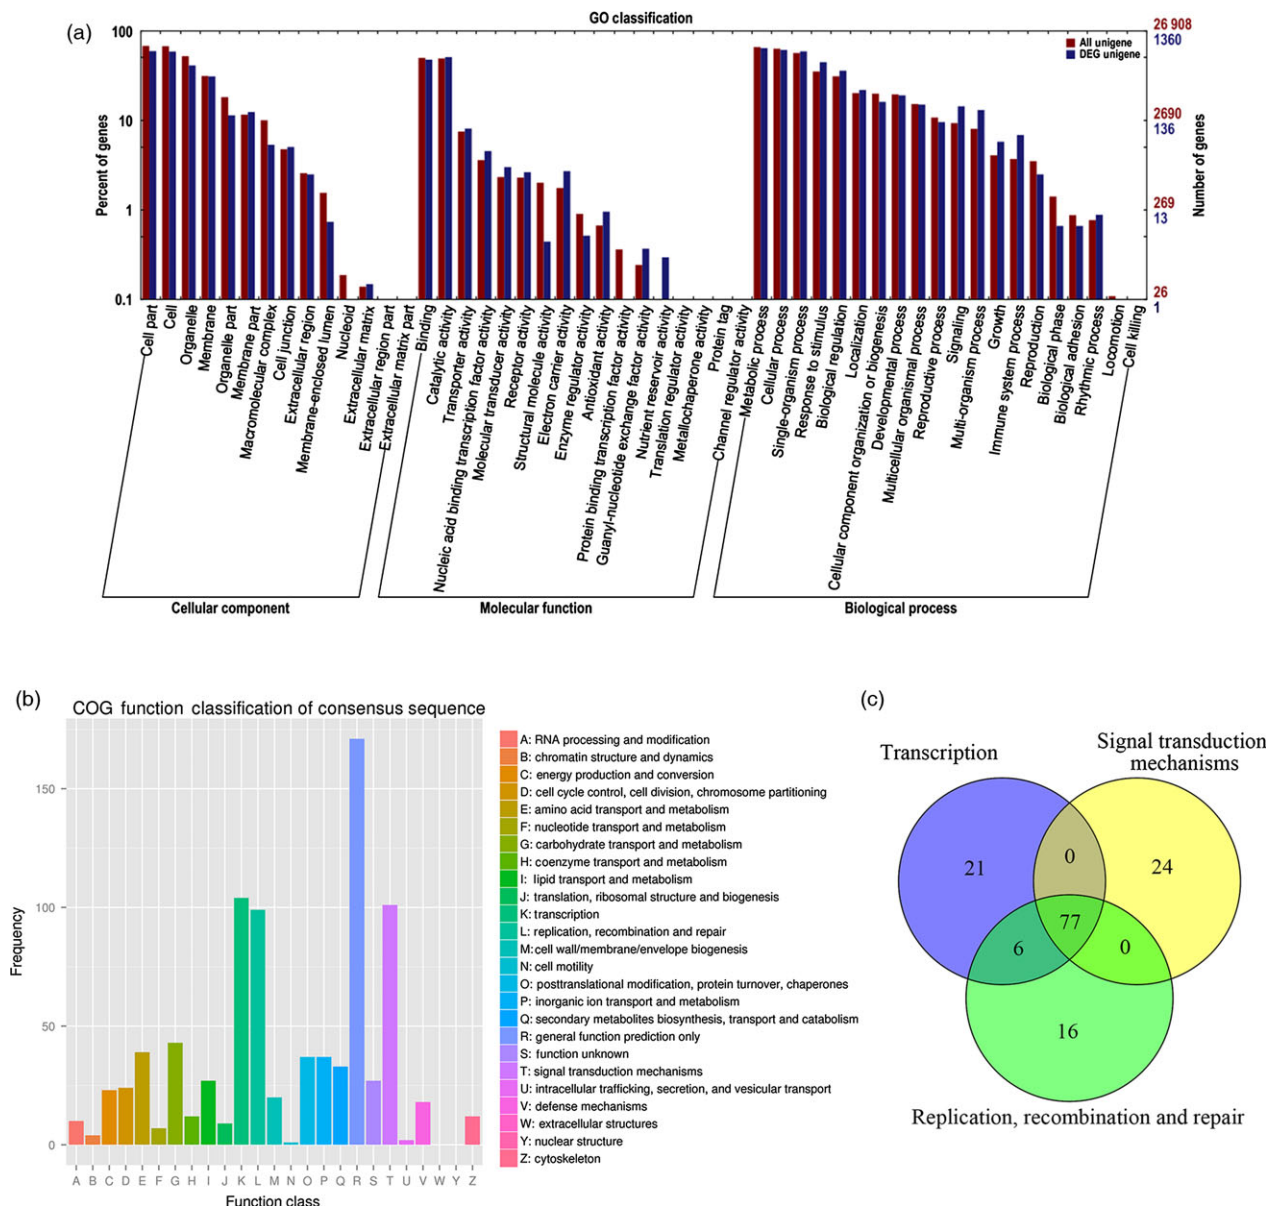 (a)
GO classification
100
10
1
0.1
Percent of genes
All unigene
DEG unigene
26 908
1360
2690
136
269
13
26
1
Number of genes
Cell part
Cell
Organelle
Membrane
Organelle part
Membrane part
Macromolecular complex
Cell junction
Extracellular region
Membrane-enclosed lumen
Nucleoid
Extracellular matrix
Extracellular region part
Extracellular matrix part
Binding
Catalytic activity
Transporter activity
Nucleic acid binding transcription factor activity
Molecular transducer activity
Receptor activity
Structural molecule activity
Electron carrier activity
Enzyme regulator activity
Antioxidant activity
Protein binding transcription factor activity
Guanyl-nucleotide exchange factor activity
Nutrient reservoir activity
Translation regulator activity
Metallochaperone activity
Protein tag
Channel regulator activity
Metabolic process
Cellular process
Single-organism process
Response to stimulus
Biological regulation
Localization
Cellular component organization or biogenesis
Developmental process
Multicellular organismal process
Reproductive process
Signaling
Multi-organism process
Growth
Immune system process
Reproduction
Biological phase
Biological adhesion
Rhythmic process
Locomotion
Cell killing
Cellular component
Molecular function
Biological process
(b)
COG function classification of consensus sequence
150
100
50
0
Frequency
A B C D E F G H I J K L M N O P Q R S T U V W Y Z
Function class
A: RNA processing and modification
B: chromatin structure and dynamics
C: energy production and conversion
D: cell cycle control, cell division, chromosome partitioning
E: amino acid transport and metabolism
F: nucleotide transport and metabolism
G: carbohydrate transport and metabolism
H: coenzyme transport and metabolism
I: lipid transport and metabolism
J: translation, ribosomal structure and biogenesis
K: transcription
L: replication, recombination and repair
M: cell wall/membrane/envelope biogenesis
N: cell motility
O: posttranslational modification, protein turnover, chaperones
P: inorganic ion transport and metabolism
Q: secondary metabolites biosynthesis, transport and catabolism
R: general function prediction only
S: function unknown
T: signal transduction mechanisms
U: intracellular trafficking, secretion, and vesicular transport
V: defense mechanisms
W: extracellular structures
Y: nuclear structure
Z: cytoskeleton
(c)
Transcription
Signal transduction
mechanisms
21
0
24
77
6
0
16
Replication, recombination and repair